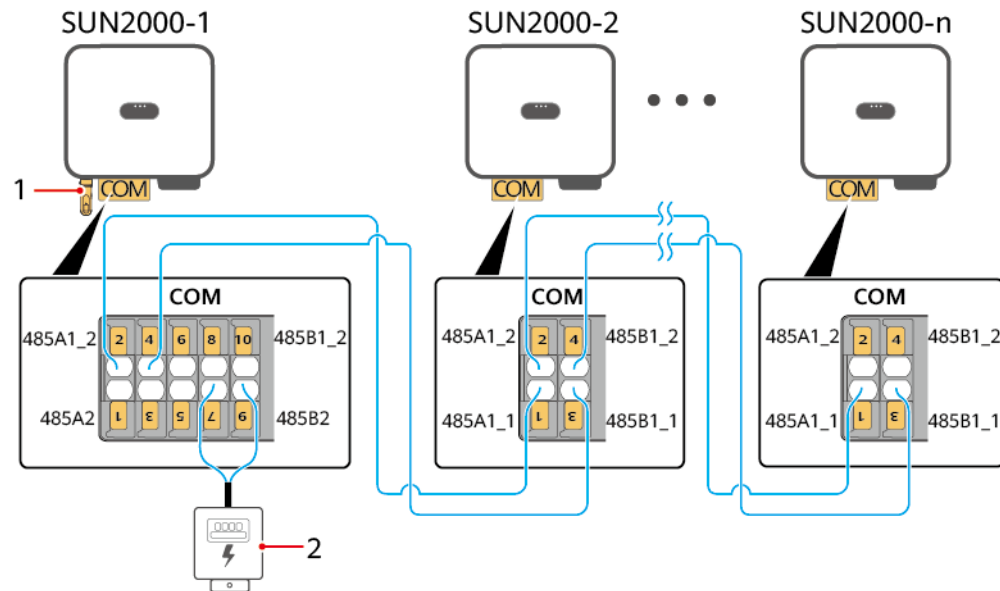 SUN2000-1
SUN2000-2
SUN2000-n
1
COM
COM
COM
COM
COM
COM
485A1_2
2
4
6
8
10
485B1_2
485A1_2
2
4
485B1_2
485A1_2
2
4
485B1_2
485A2
1
3
5
7
9
485B2
485A1_1
1
3
485B1_1
485A1_1
1
3
485B1_1
0000
2